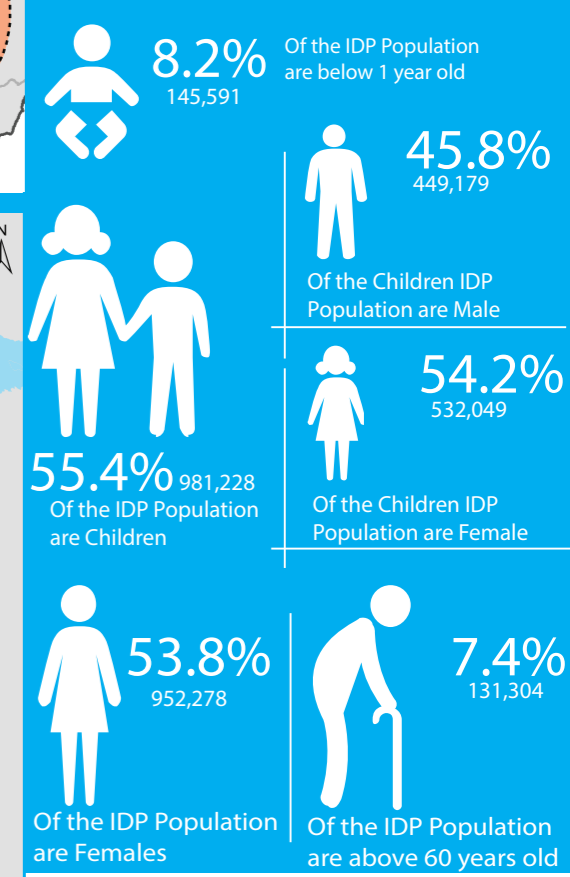 8.2%
145,591
Of the IDP Population
are below 1 year old
45.8%
449,179
Of the Children IDP
Population are Male
N
54.2%
532,049
Of the Children IDP
Population are Female
55.4% 981,228
Of the IDP Population
are Children
53.8%
952,278
Of the IDP Population
are Females
7.4%
131,304
Of the IDP Population
are above 60 years old